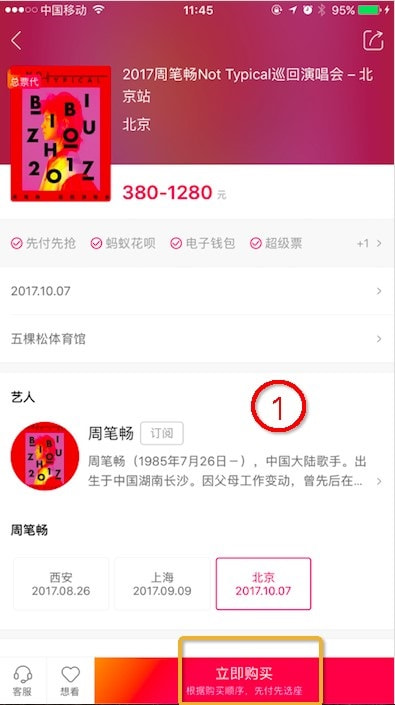 中国移动
11:45
95%
总票代
NOT TYPICAL
BIBI
ZHOU
2017
2017周笔畅Not Typical巡回演唱会 – 北
京站
北京
380-1280 元
先付先抢 蚂蚁花呗 电子钱包 超级票 +1
2017.10.07
五棵松体育馆
艺人
1
周笔畅 订阅
周笔畅（1985年7月26日－），中国大陆歌手。出
生于中国湖南长沙。因父母工作变动，曾先后在...
周笔畅
西安 上海 北京
2017.08.26 2017.09.09 2017.10.07
立即购买
客服 想看 根据购买顺序，先付先选座